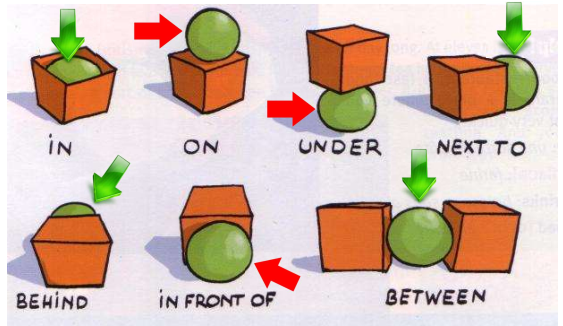 iN
ON
UNDER
NEXT TO
BEHiND
iN FRONT OF
BETWEEN